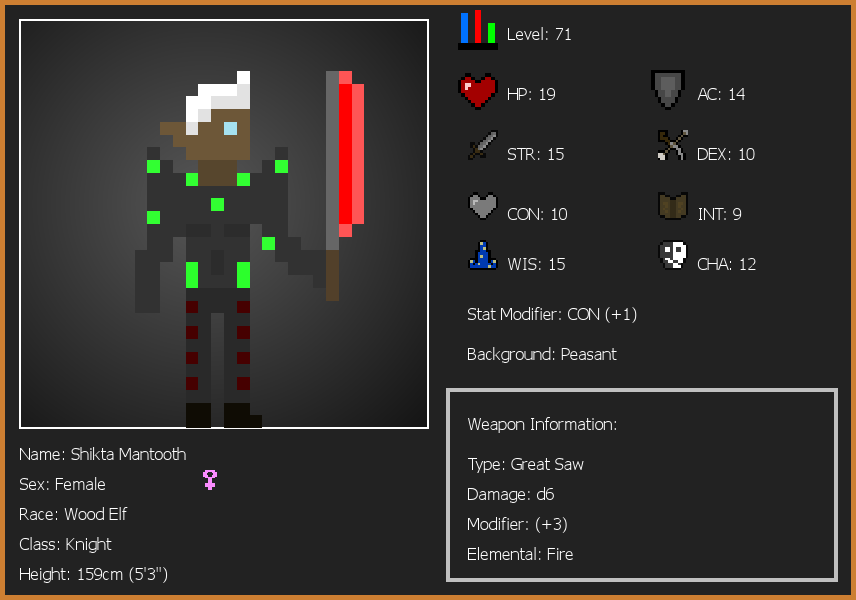 Level: 71
HP: 19
AC: 14
STR: 15
DEX: 10
CON: 10
INT: 9
WIS: 15
CHA: 12
Stat Modifier: CON (+1)
Background: Peasant
Weapon Information:
Type: Great Saw
Damage: d6
Modifier: (+3)
Elemental: Fire
Name: Shikta Mantooth
Sex: Female
Race: Wood Elf
Class: Knight
Height: 159cm (5'3")